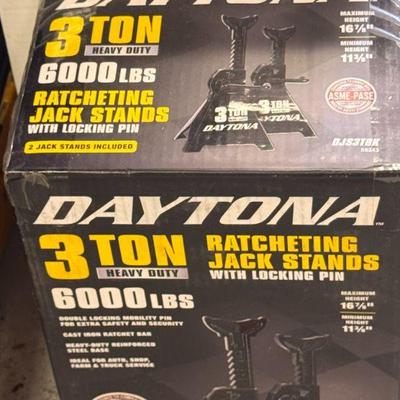 DAYTONA
3 TON
HEAVY DUTY
6000 LBS
RATCHETING
JACK STANDS
WITH LOCKING PIN
2 JACK STANDS INCLUDED
MAXIMUM
HEIGHT
MINIMUM
HEIGHT
ASME-PASE
3 TON
3 TON
DAYTONA
DAYTONA
DJS3TBK
DAYTONA
3 TON
HEAVY DUTY
6000 LBS
RATCHETING
JACK STANDS
WITH LOCKING PIN
DOUBLE LOCKING MOBILITY PIN
FOR EXTRA SAFETY AND SECURITY
CAST IRON RATCHET BAR
HEAVY-DUTY REINFORCED
STEEL BASE
IDEAL FOR AUTO, SHOP,
FARM & TRUCK SERVICE
MAXIMUM
HEIGHT
MINIMUM
HEIGHT